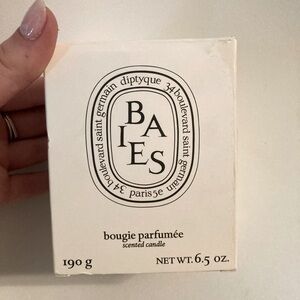 diptyque 34 boulevard saint germain paris 5e 34 boulevard saint germain
BA
IES
bougie parfumée
scented candle
190 g NET WT. 6.5 oz.